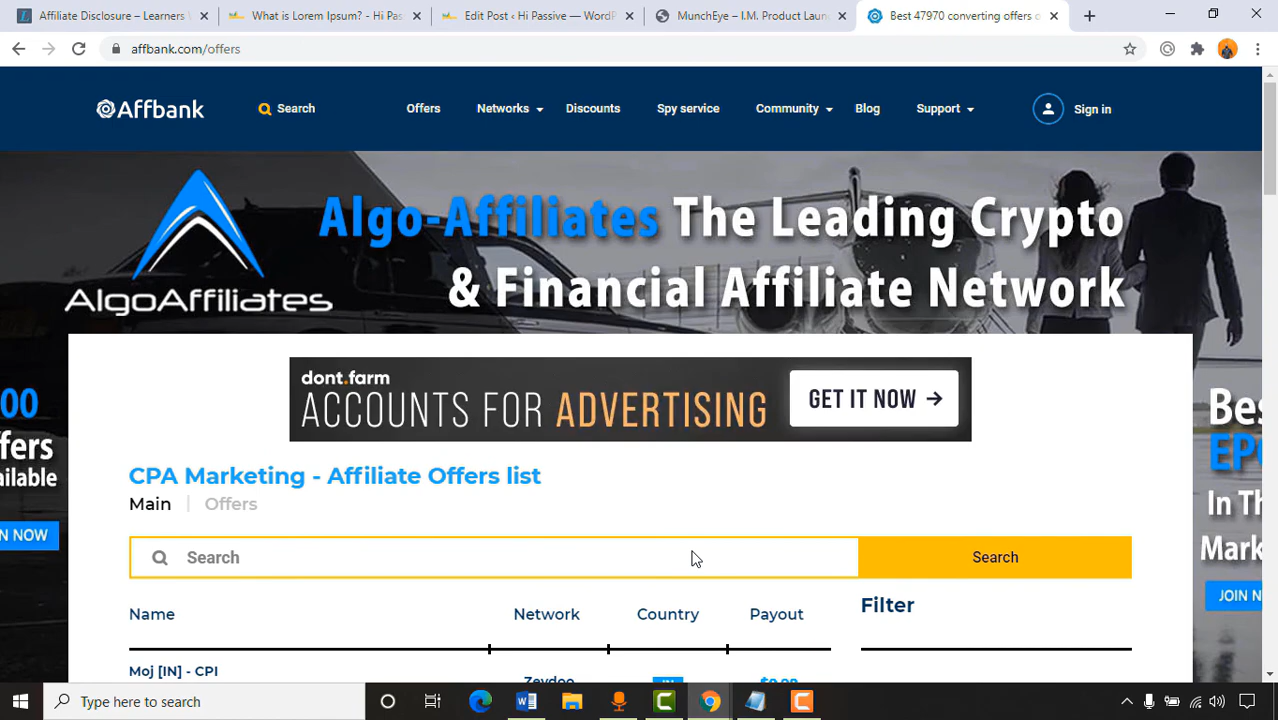 Affiliate Disclosure – Learners
What is Lorem Ipsum? - Hi Pas
Edit Post ‹ Hi Passive — WordP
MunchEye – I.M. Product Laun
Best 47970 converting offers o
affbank.com/offers
Affbank
Search
Offers
Networks
Discounts
Spy service
Community
Blog
Support
Sign in
Algo-Affiliates The Leading Crypto
& Financial Affiliate Network
ALGOAFFILIATES
dont.farm
ACCOUNTS FOR ADVERTISING
GET IT NOW →
00
ffers
ailable
IN NOW
Bes
EPC
In Th
Mark
JOIN N
CPA Marketing - Affiliate Offers list
Main | Offers
Search
Search
Name
Network
Country
Payout
Filter
Moj [IN] - CPI
Zeydoo
Type here to search